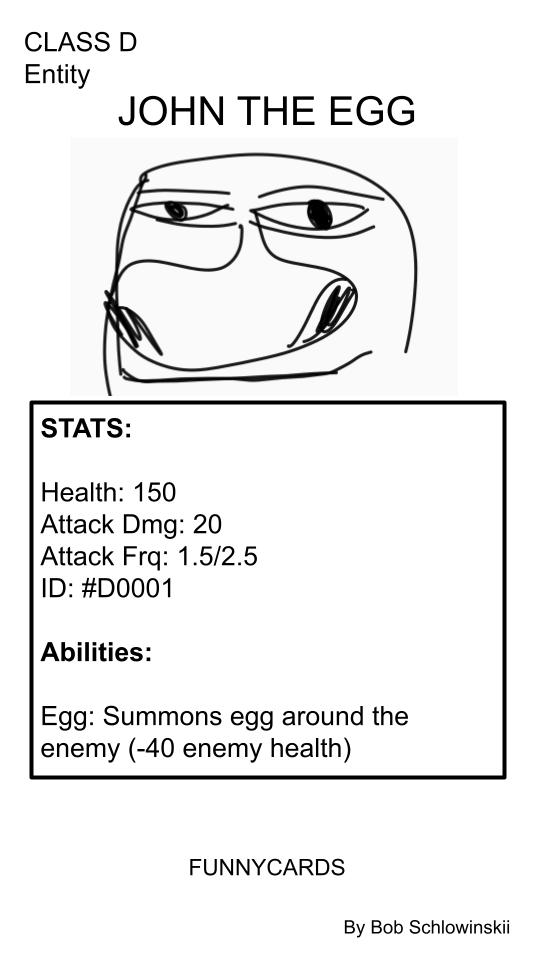 CLASS D
Entity
JOHN THE EGG
STATS:
Health: 150
Attack Dmg: 20
Attack Frq: 1.5/2.5
ID: #D0001
Abilities:
Egg: Summons egg around the
enemy (-40 enemy health)
FUNNYCARDS
By Bob Schlowinskii